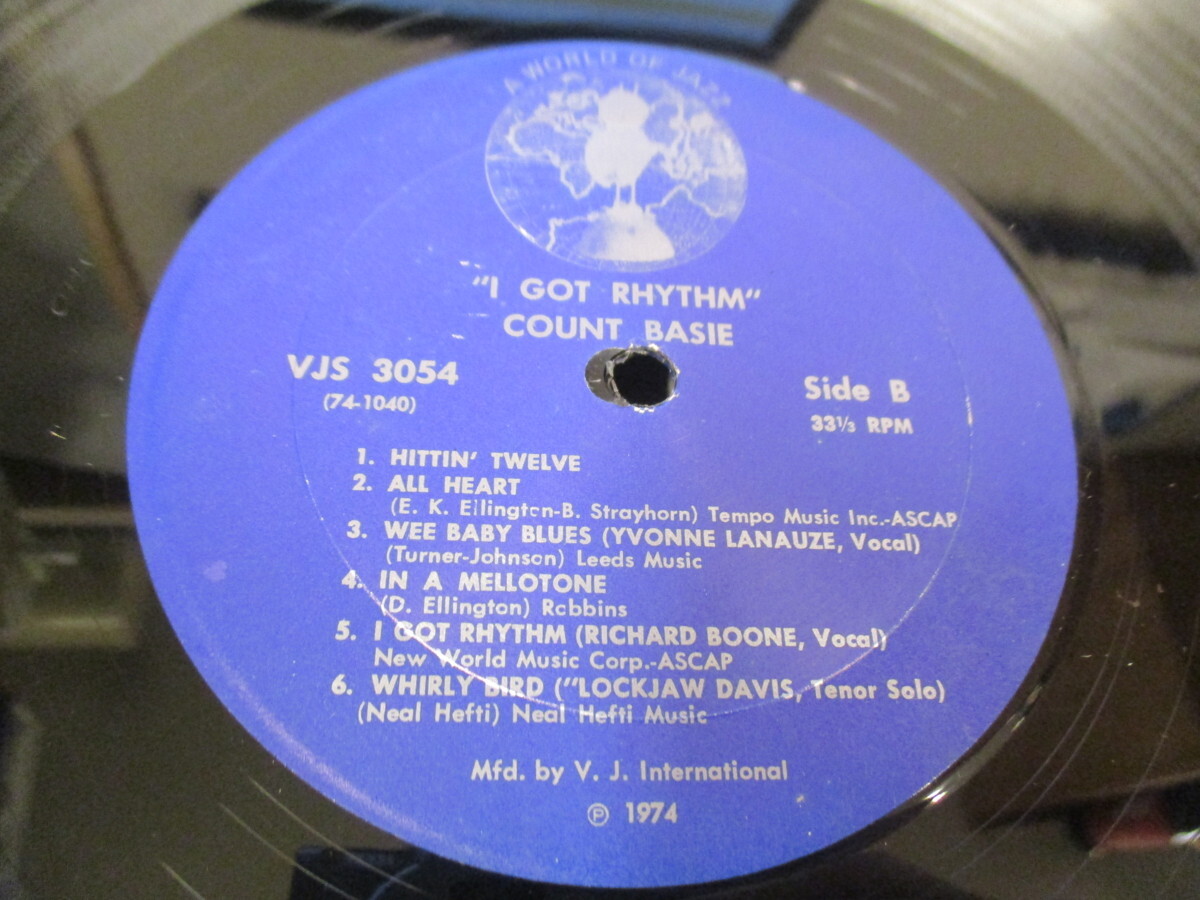 A WORLD OF JAZZ
"I GOT RHYTHM"
COUNT BASIE
VJS 3054
(74-1040)
Side B
33⅓ RPM
1. HITTIN' TWELVE
2. ALL HEART
(E. K. Ellington-B. Strayhorn) Tempo Music Inc.-ASCAP
3. WEE BABY BLUES (YVONNE LANAUZE, Vocal)
(Turner-Johnson) Leeds Music
4. IN A MELLOTONE
(D. Ellington) Robbins
5. I GOT RHYTHM (RICHARD BOONE, Vocal)
New World Music Corp.-ASCAP
6. WHIRLY BIRD ("LOCKJAW DAVIS, Tenor Solo)
(Neal Hefti) Neal Hefti Music
Mfd. by V. J. International
℗ 1974